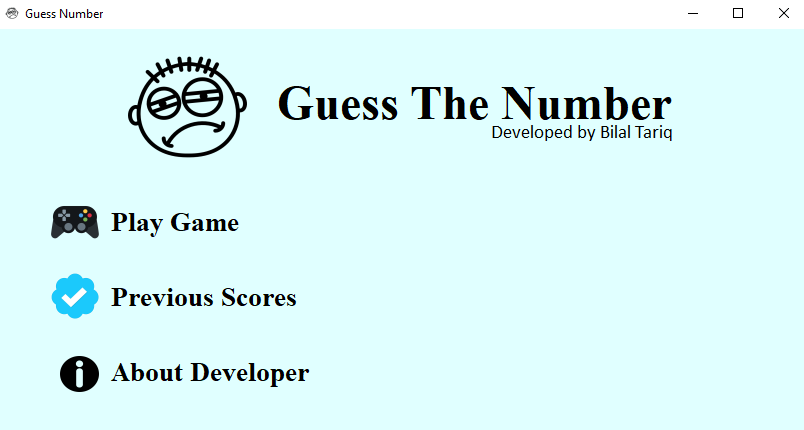 Guess Number
Guess The Number
Developed by Bilal Tariq
Play Game
Previous Scores
About Developer